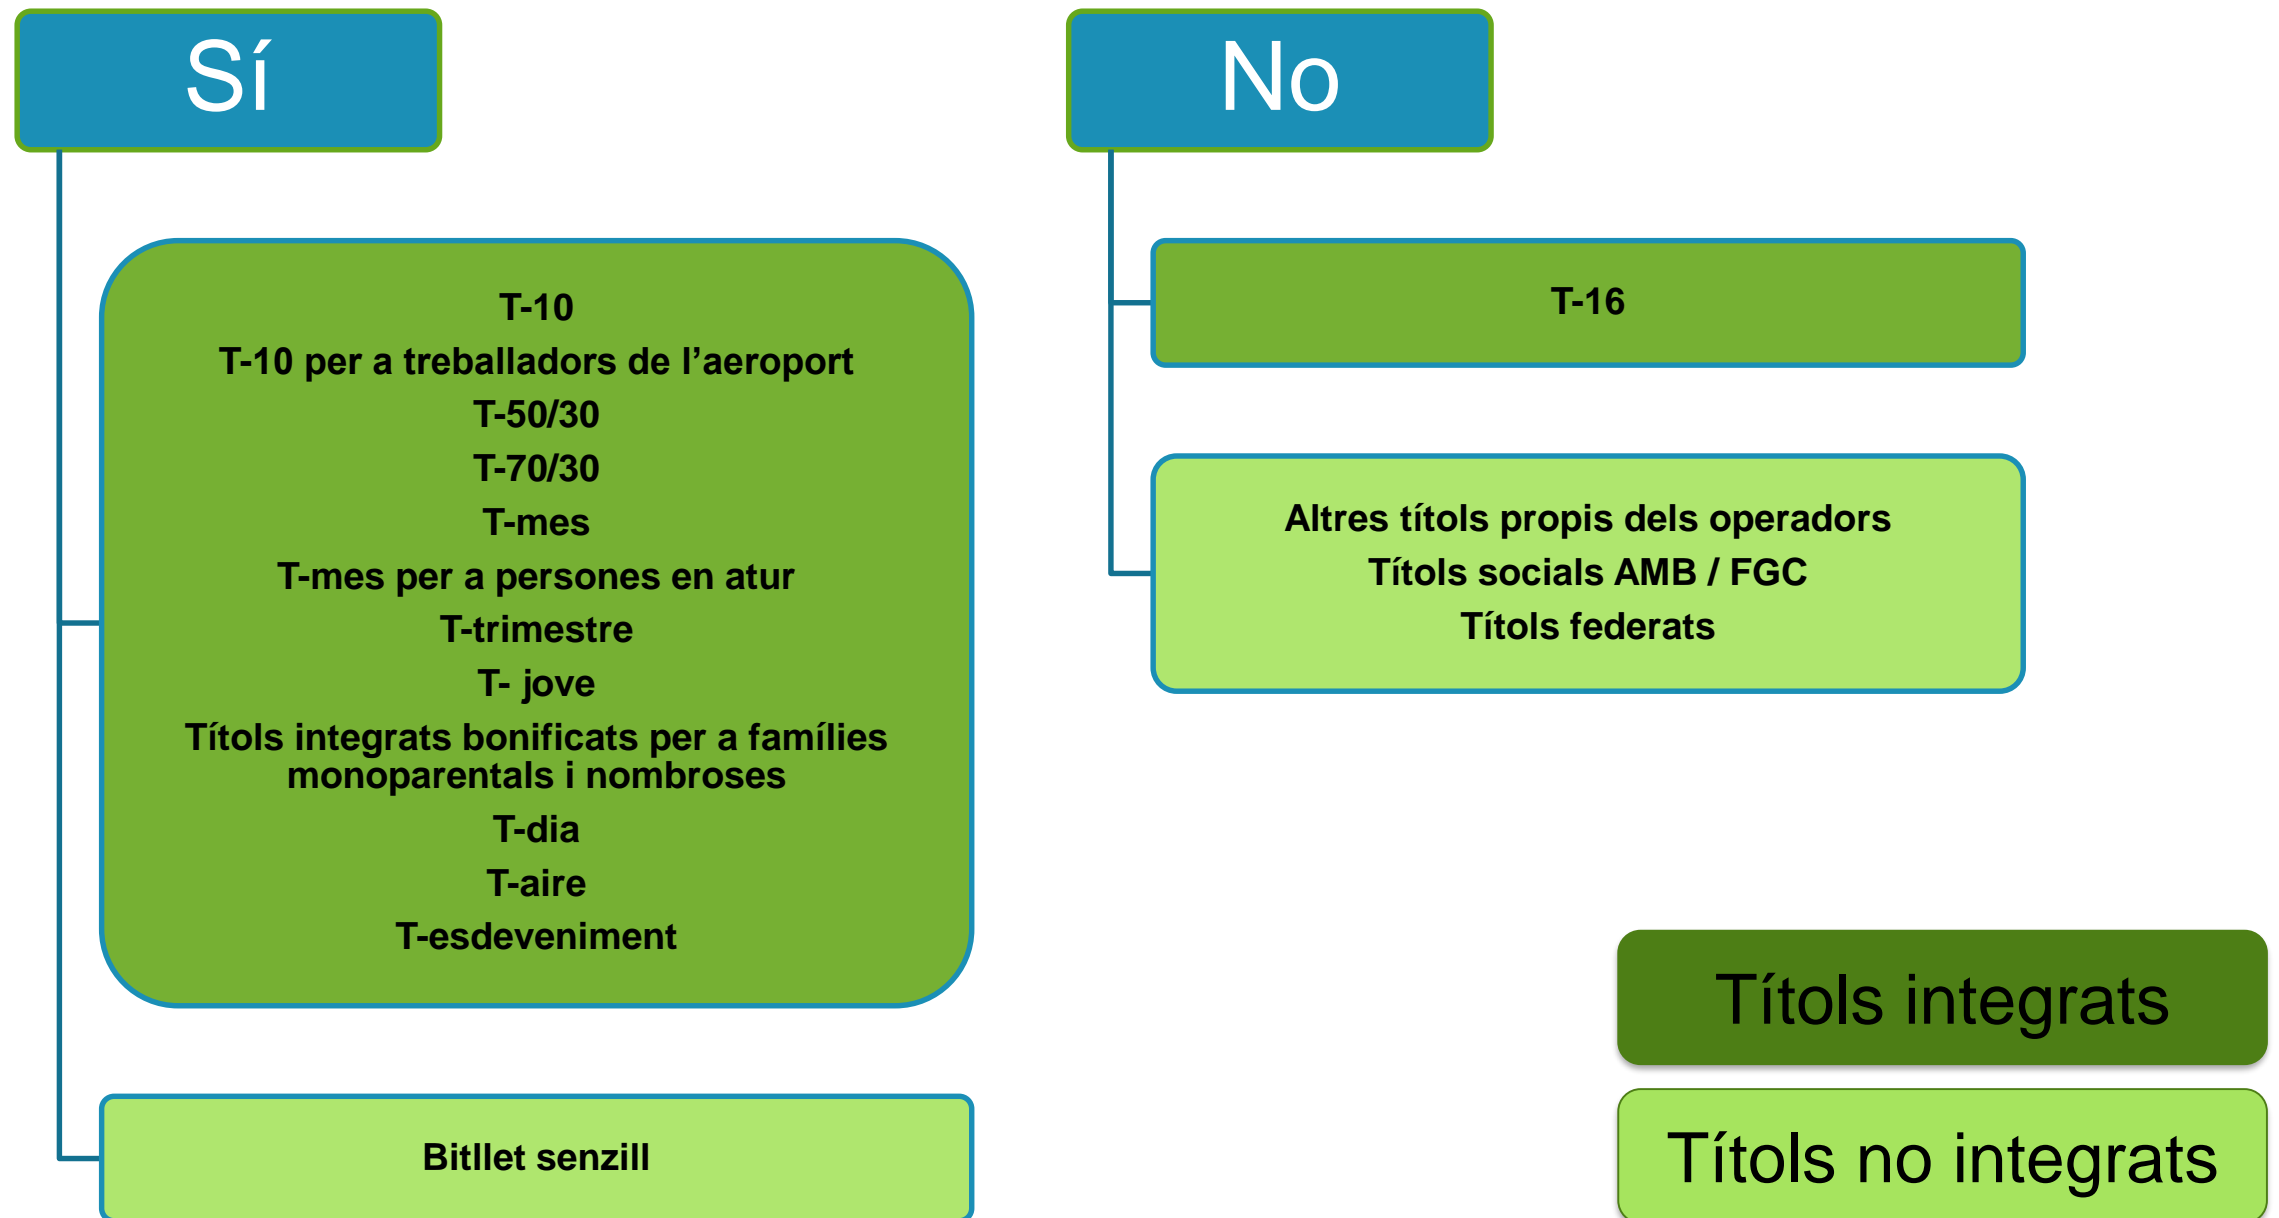 Sí
T-10
T-10 per a treballadors de l’aeroport
T-50/30
T-70/30
T-mes
T-mes per a persones en atur
T-trimestre
T- jove
Títols integrats bonificats per a famílies
monoparentals i nombroses
T-dia
T-aire
T-esdeveniment
Bitllet senzill
No
T-16
Altres títols propis dels operadors
Títols socials AMB / FGC
Títols federats
Títols integrats
Títols no integrats